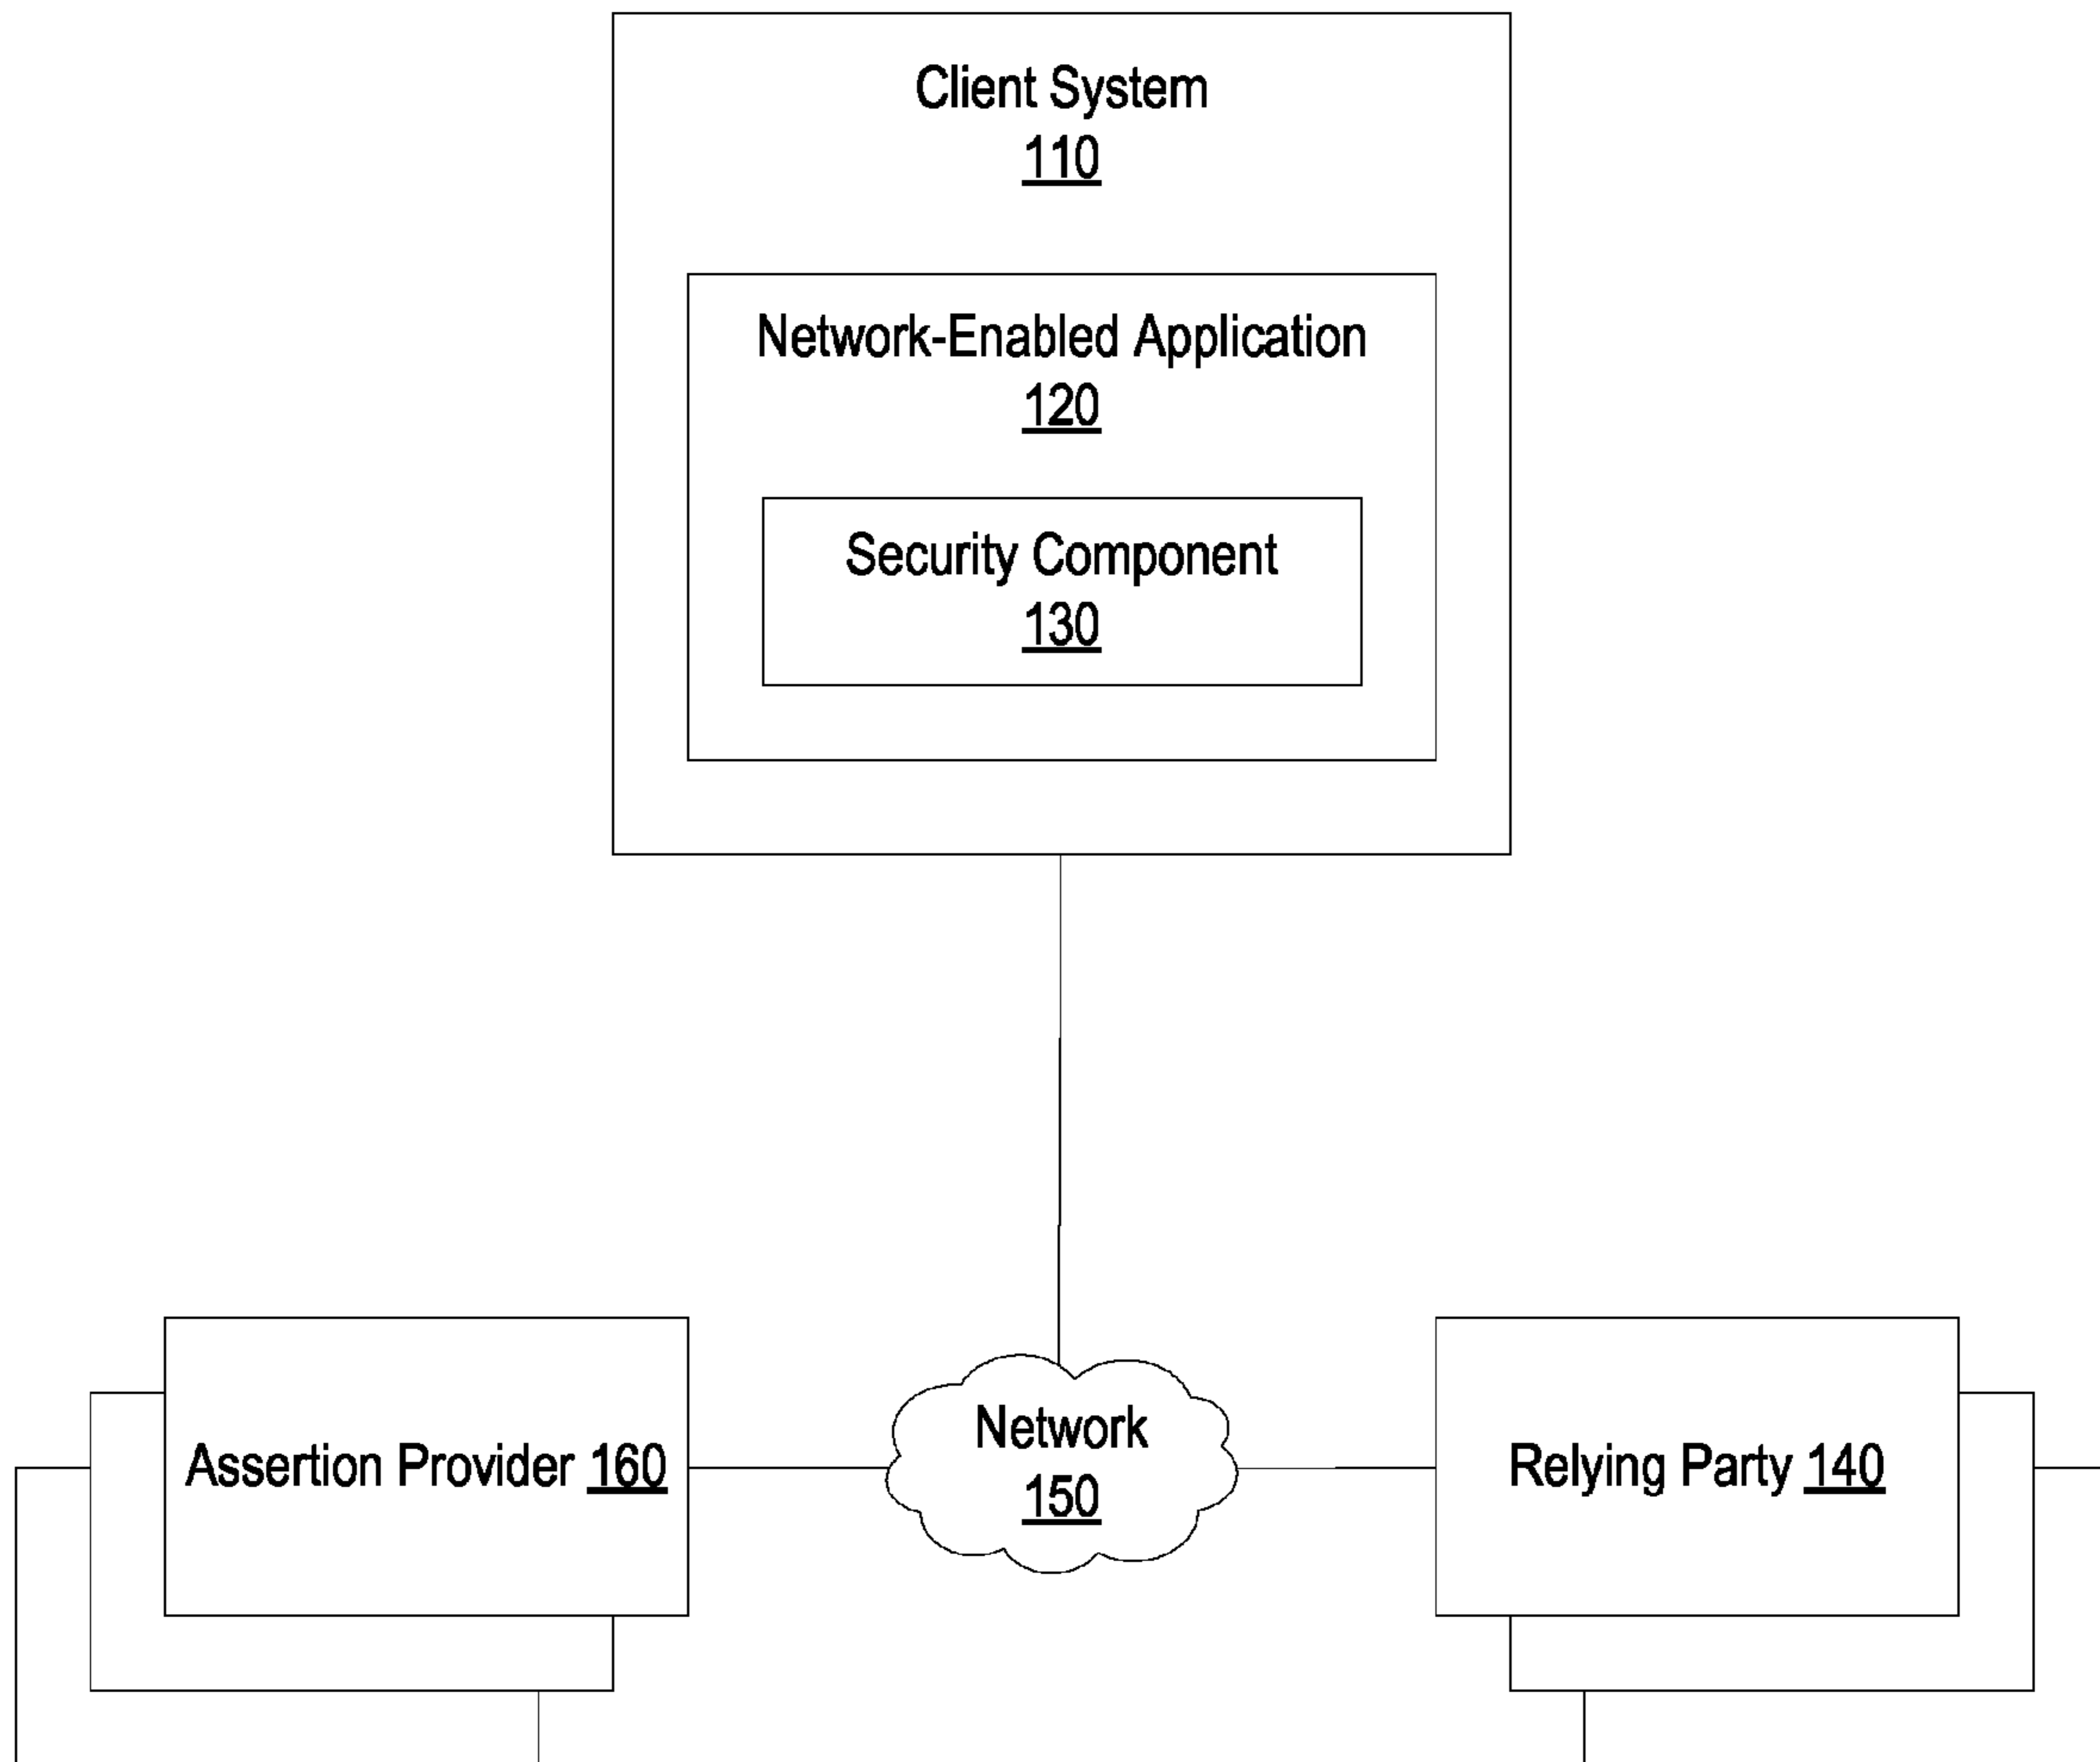 Client System
110
Network-Enabled Application
120
Security Component
130
Assertion Provider 160
Network
150
Relying Party 140